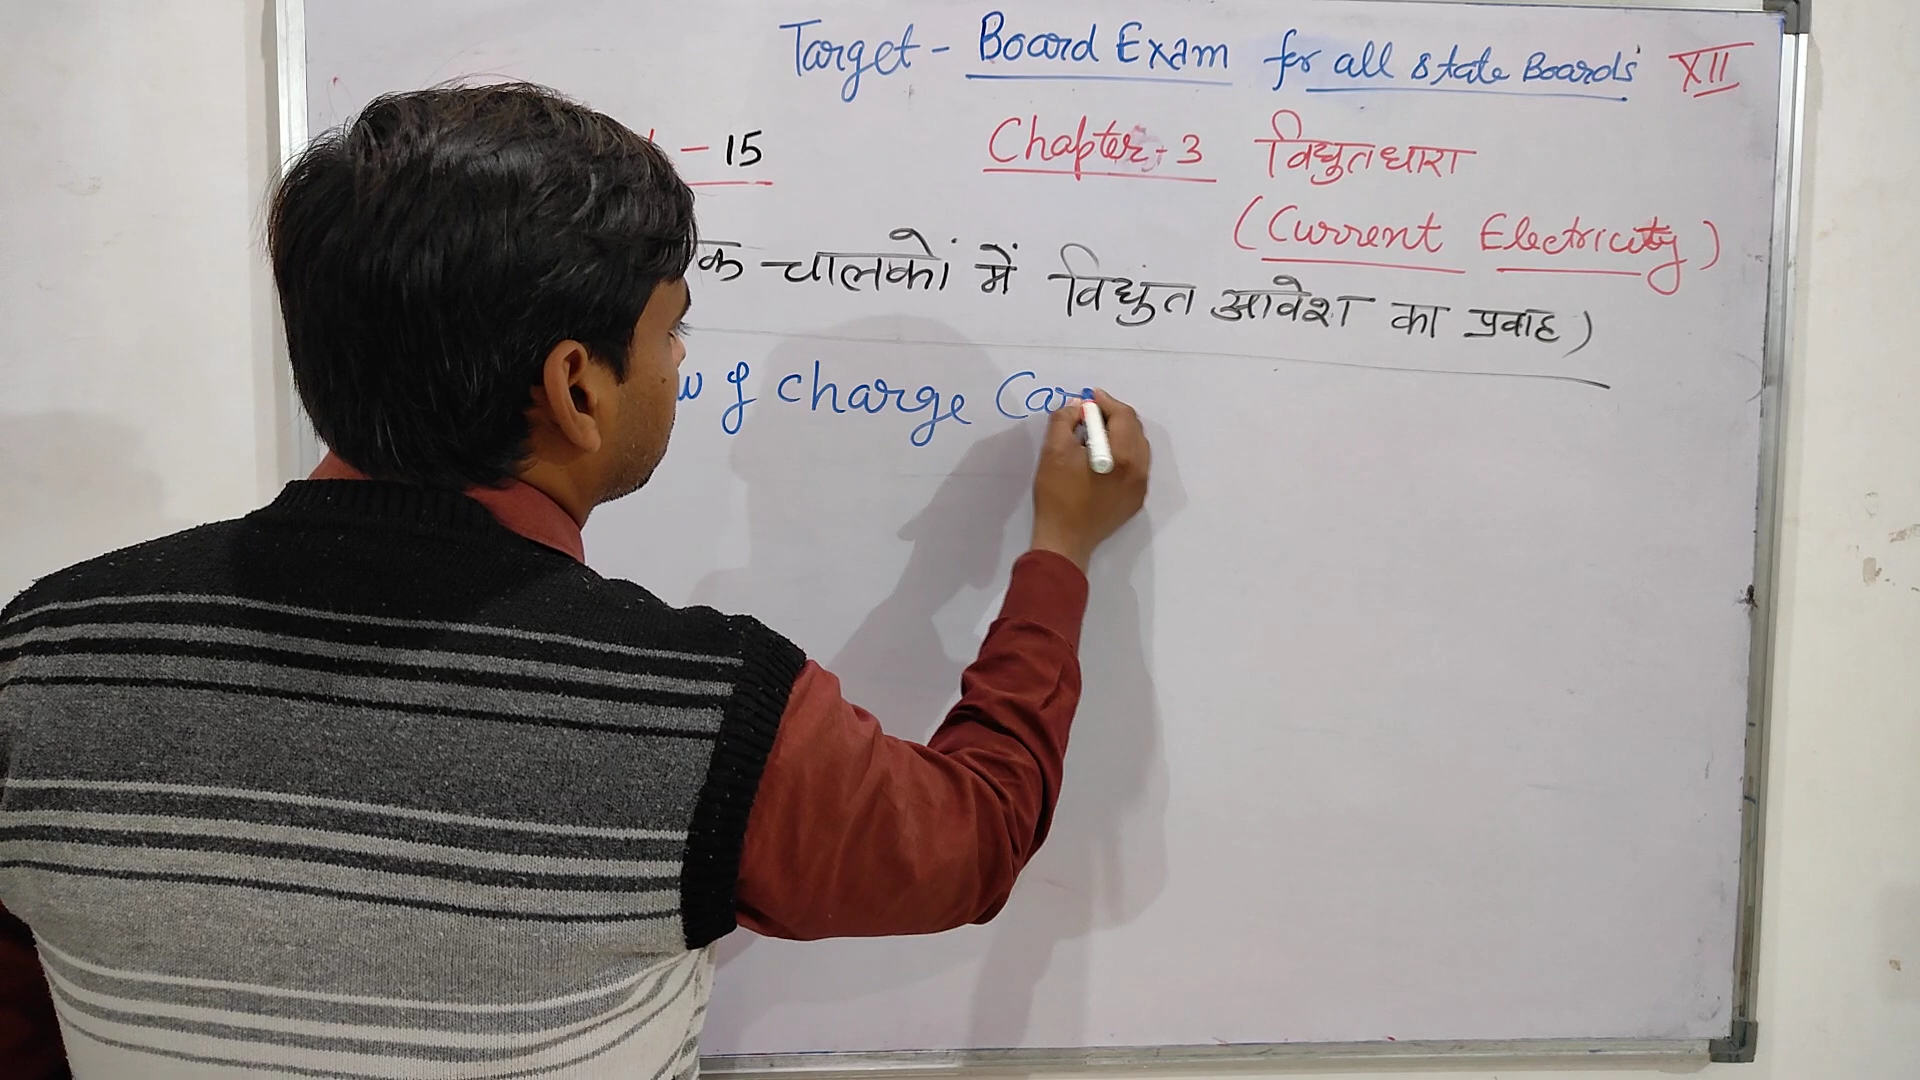 Target - Board Exam for all state Boards XII
- 15 Chapter - 3 विद्युतधारा
(Current Electricity)
क चालकों में विद्युत आवेश का प्रवाह)
w of charge Car